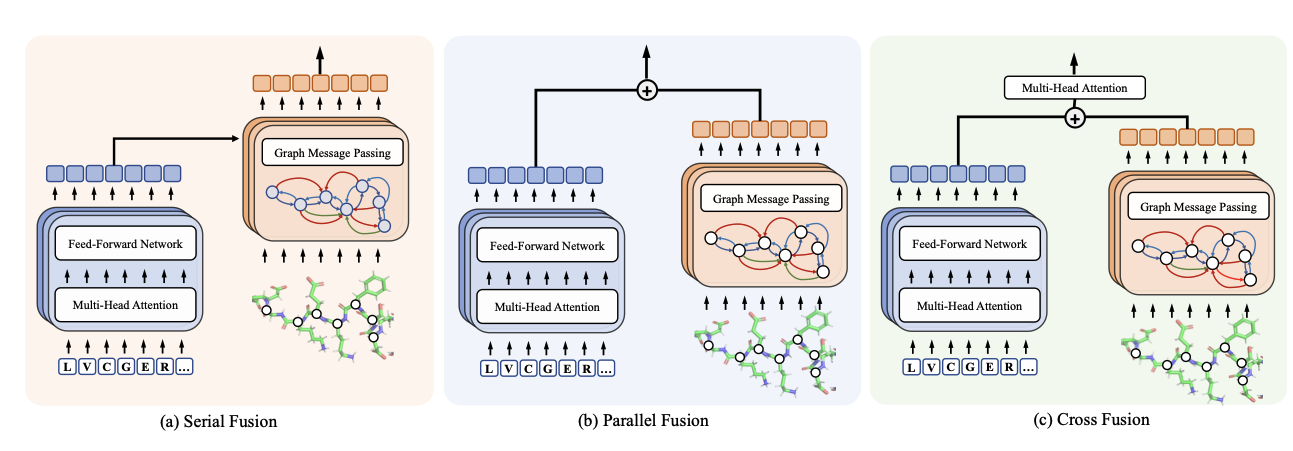 Graph Message Passing
Feed-Forward Network
Multi-Head Attention
L V C G E R ...
(a) Serial Fusion
+
Graph Message Passing
Feed-Forward Network
Multi-Head Attention
L V C G E R ...
(b) Parallel Fusion
Multi-Head Attention
+
Graph Message Passing
Feed-Forward Network
Multi-Head Attention
L V C G E R ...
(c) Cross Fusion